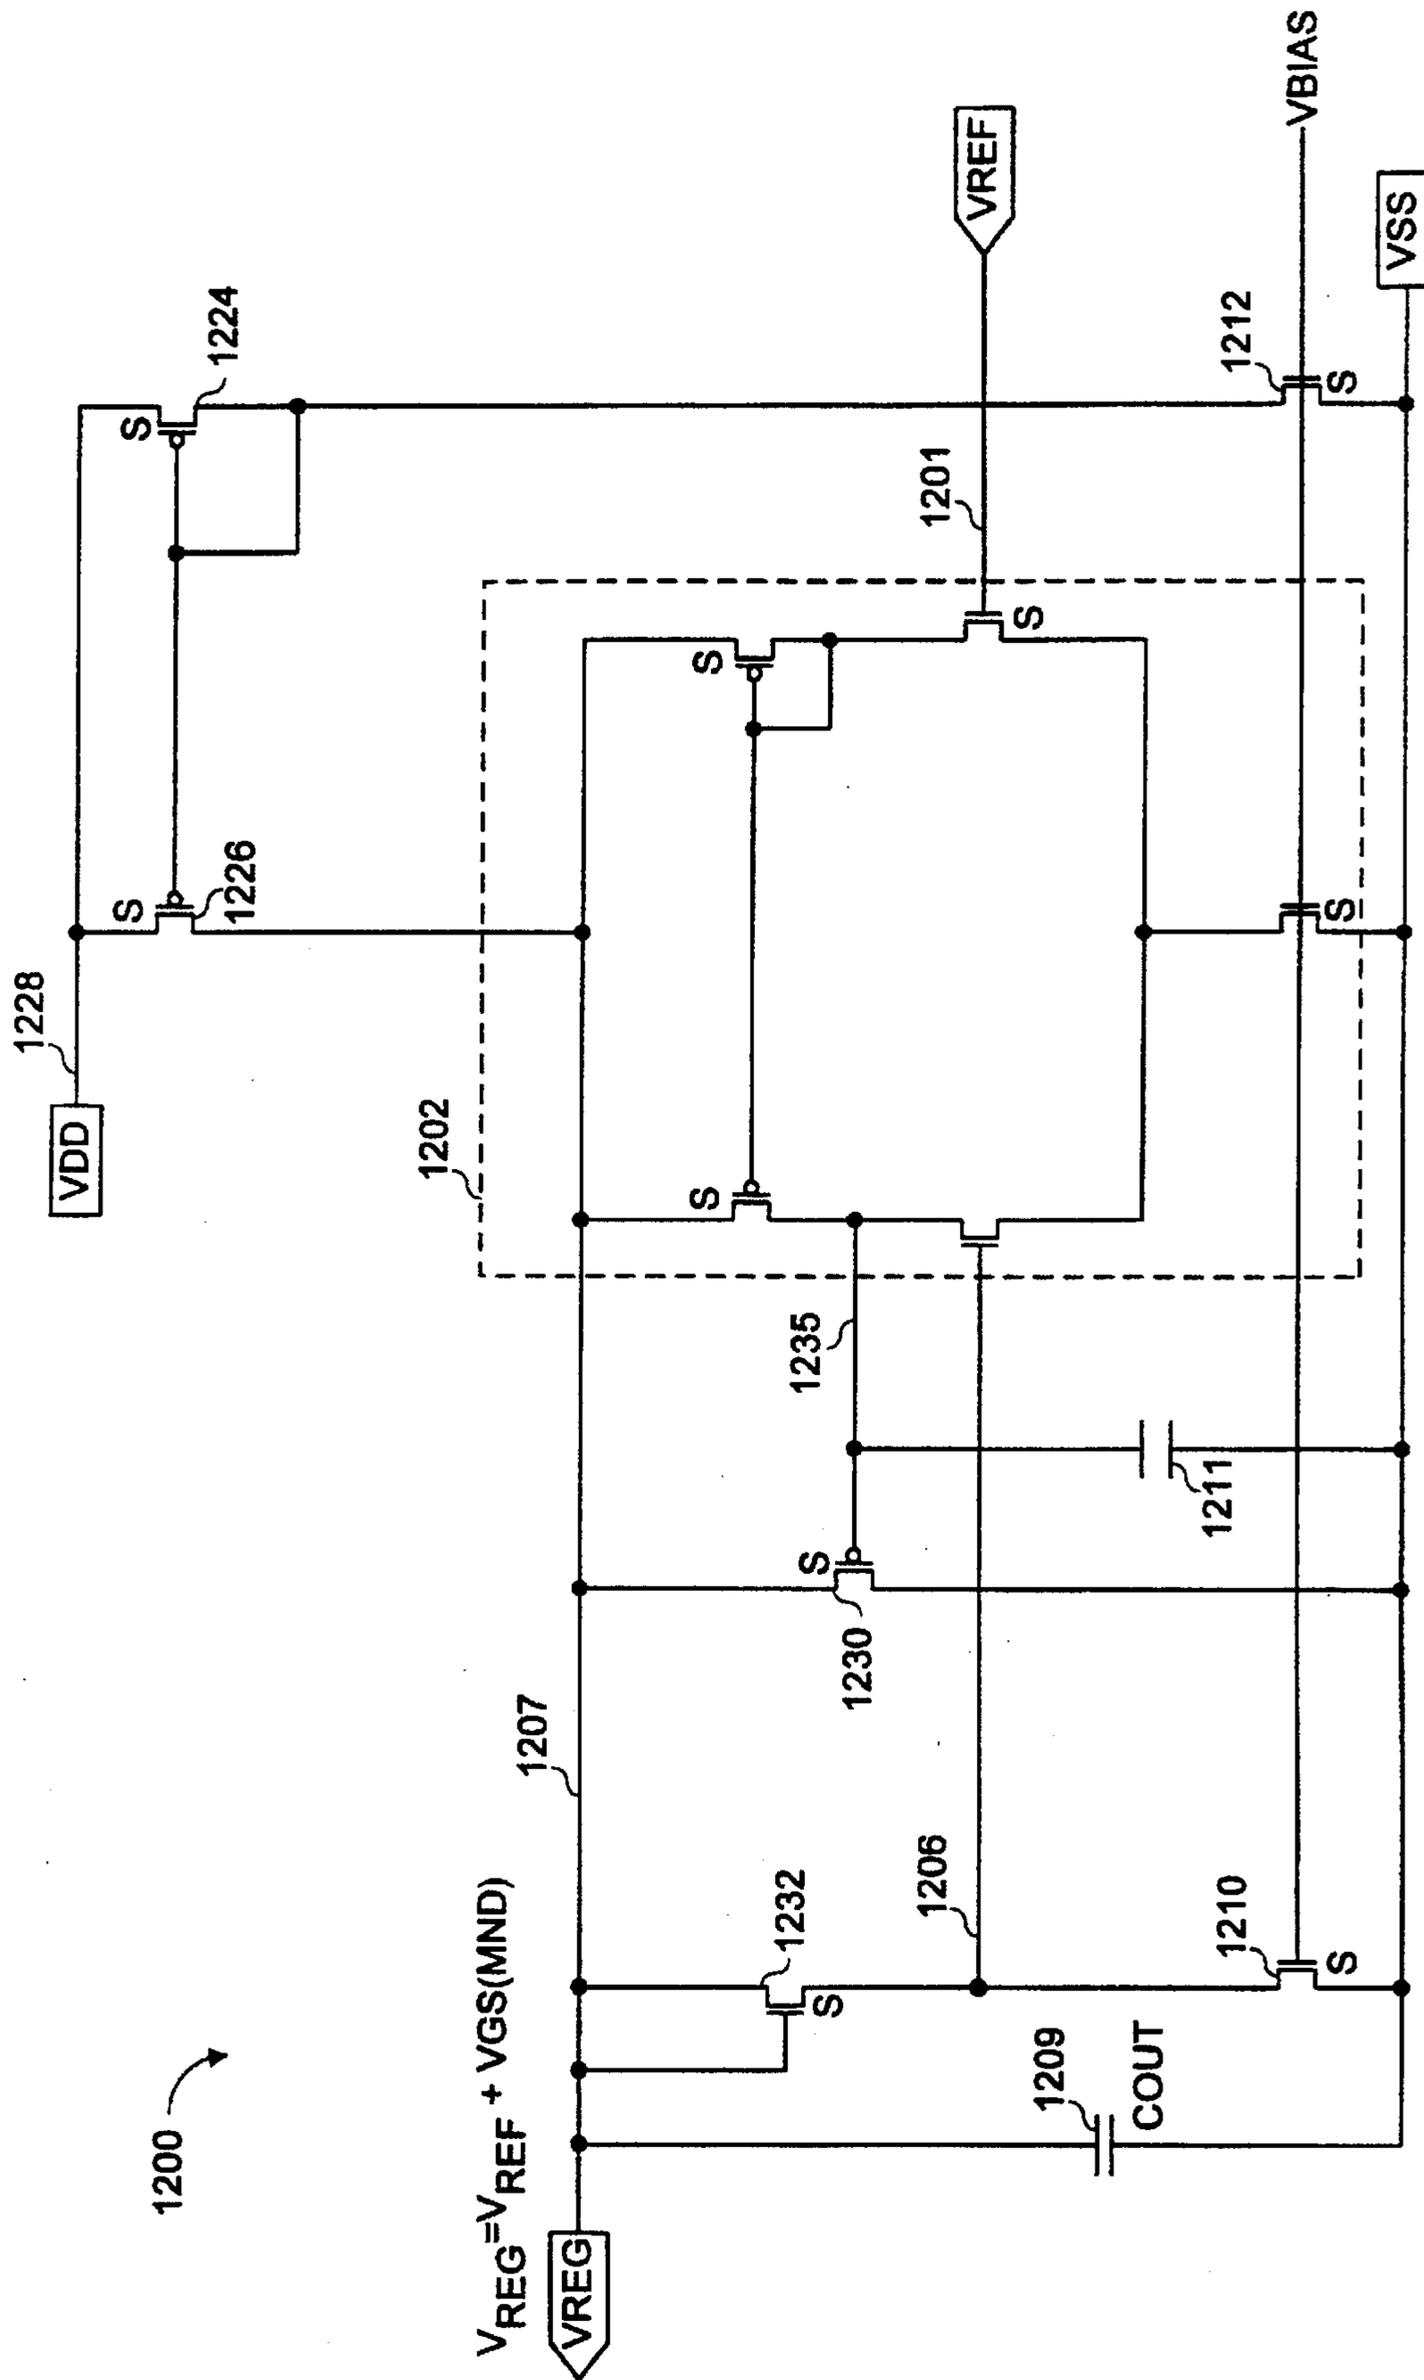 1200
VREG=VREF + VGS(MND)
VREG
1207
1228
VDD
1202
S
1226
S
1224
S
S
1235
S
1230
1232
S
1206
1201
S
VREF
1209
COUT
1210
S
1211
S
1212
S
VBIAS
VSS